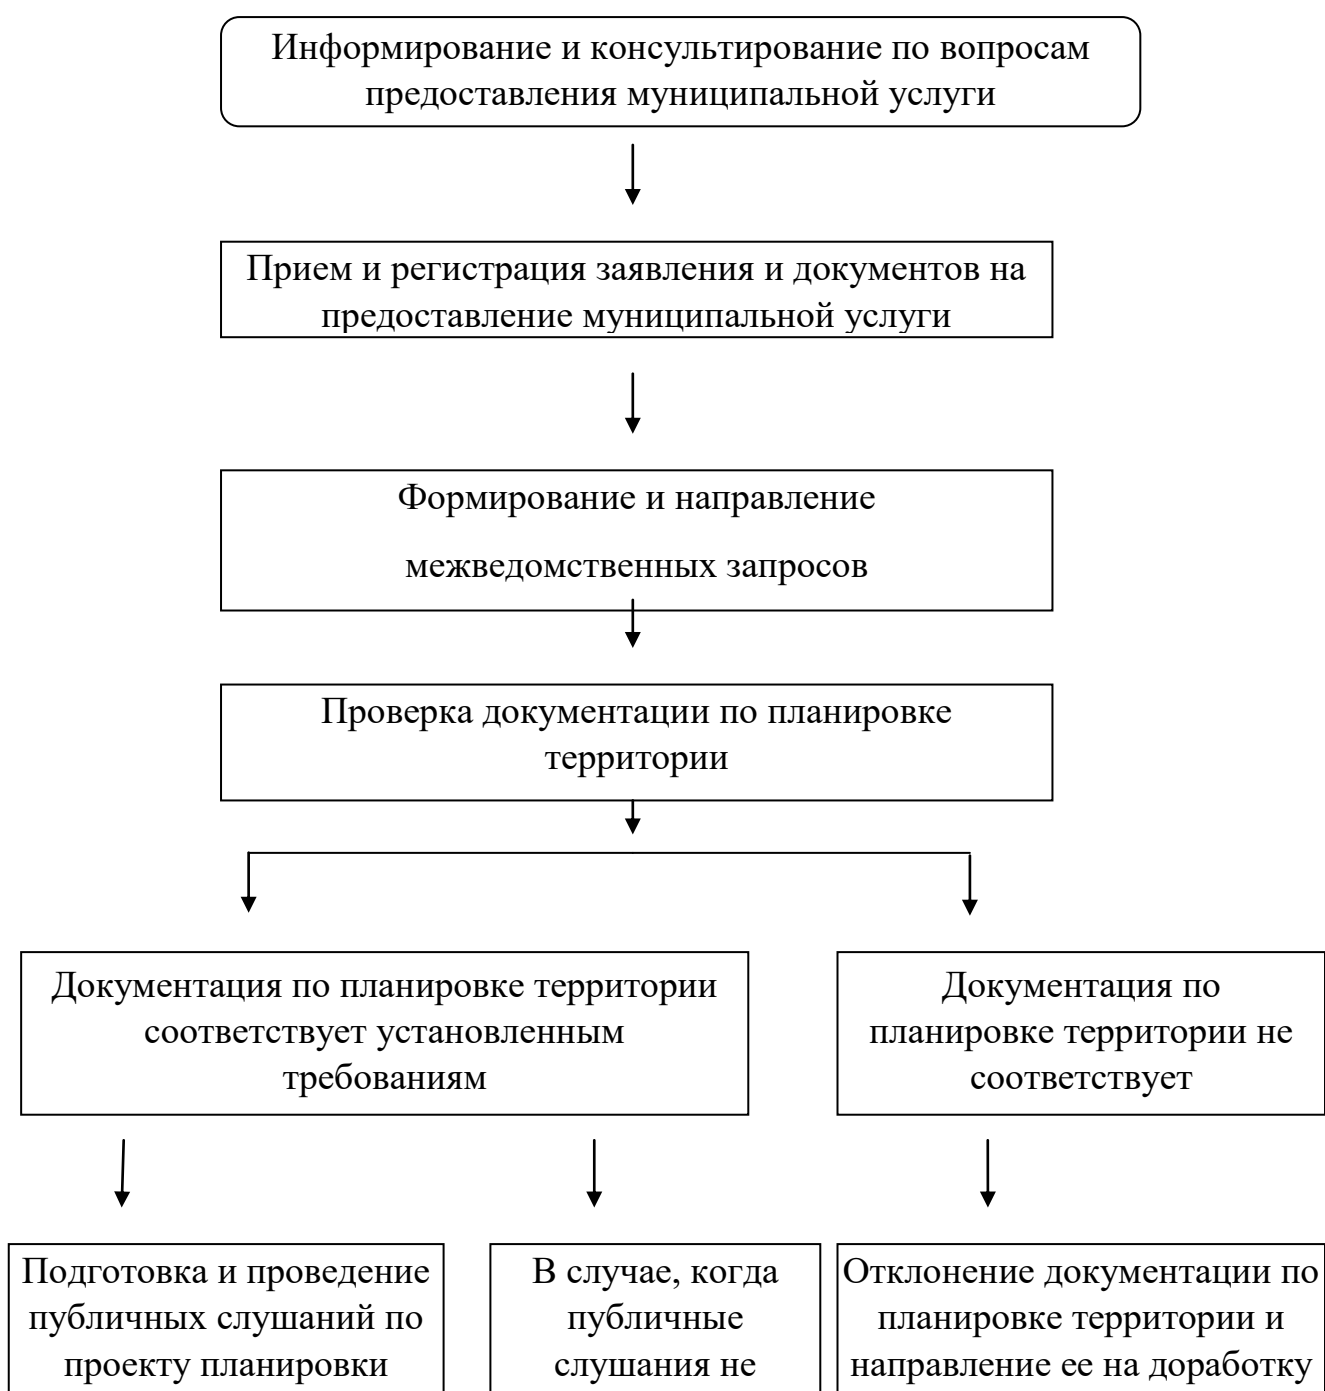 Информирование и консультирование по вопросам
предоставления муниципальной услуги
Прием и регистрация заявления и документов на
предоставление муниципальной услуги
Формирование и направление
межведомственных запросов
Проверка документации по планировке
территории
Документация по планировке территории
соответствует установленным
требованиям
Документация по
планировке территории не
соответствует
Подготовка и проведение
публичных слушаний по
проекту планировки
В случае, когда
публичные
слушания не
Отклонение документации по
планировке территории и
направление ее на доработку